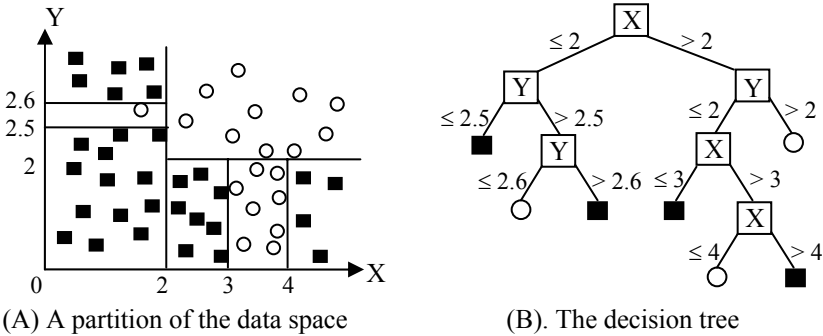 Y
2.6
2.5
2
0
2
3
4
X
(A) A partition of the data space
X
≤ 2
> 2
Y
Y
≤ 2.5
> 2.5
≤ 2
> 2
Y
X
≤ 2.6
> 2.6
≤ 3
> 3
X
≤ 4
> 4
(B). The decision tree